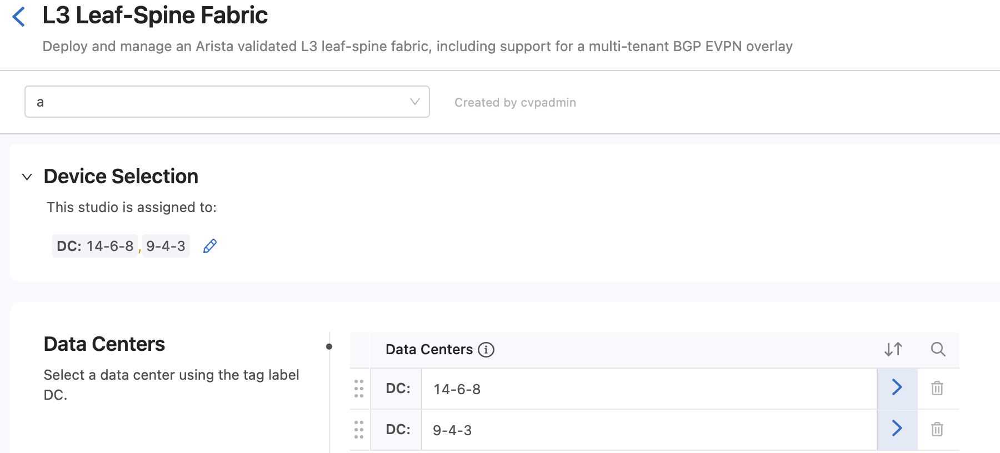 L3 Leaf-Spine Fabric
Deploy and manage an Arista validated L3 leaf-spine fabric, including support for a multi-tenant BGP EVPN overlay
a
Created by cvpadmin
Device Selection
This studio is assigned to:
DC: 14-6-8 , 9-4-3
Data Centers
Select a data center using the tag label
DC.
Data Centers
DC: 14-6-8
DC: 9-4-3